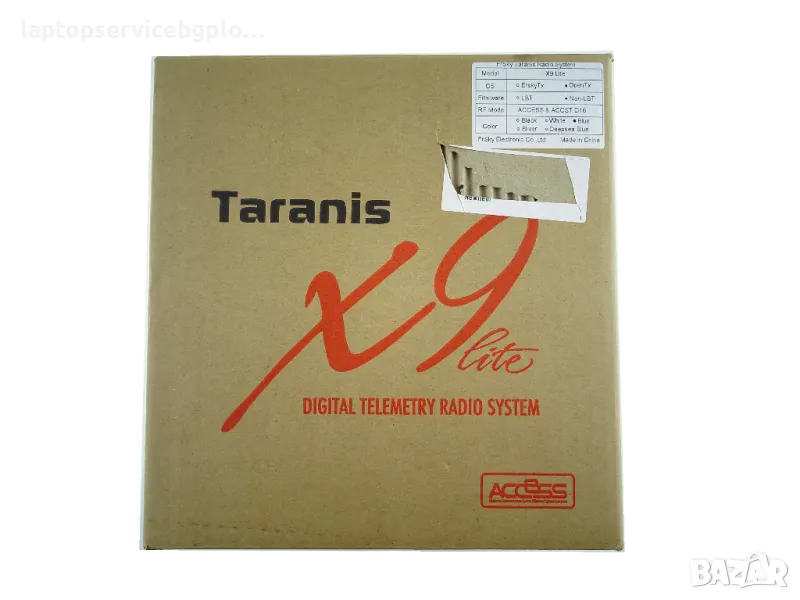 laptopservicebgplo...
FrSky Taranis Radio System
Model X9 Lite
OS ErskyTx OpenTx
Firmware LBT Non-LBT
RF Mode ACCESS & ACCST D16
Color Black White Blue
Silver Deepsea Blue
FrSky Electronic Co., Ltd Made in China
Taranis
X9
lite
DIGITAL TELEMETRY RADIO SYSTEM
ACCESS
BAZAR